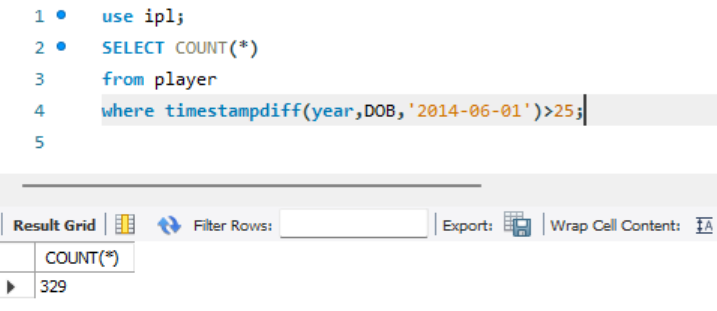 1 use ipl;
2 SELECT COUNT(*)
3 from player
4 where timestampdiff(year,DOB,'2014-06-01')>25;
5
Result Grid Filter Rows: Export: Wrap Cell Content: IA
COUNT(*)
329